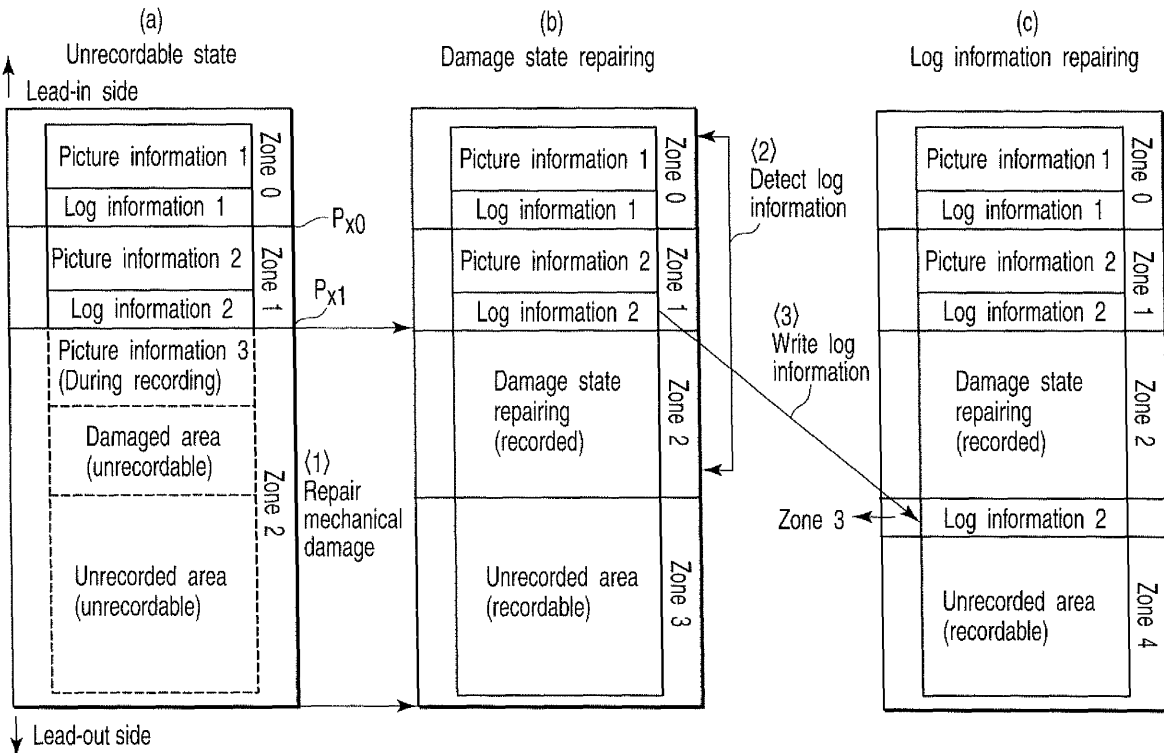 (a)
Unrecordable state
Lead-in side
Picture information 1
Log information 1
Zone 0
Px0
Picture information 2
Log information 2
Zone 1
Px1
Picture information 3
(During recording)
Damaged area
(unrecordable)
Unrecorded area
(unrecordable)
Zone 2
⟨1⟩
Repair
mechanical
damage
Lead-out side
(b)
Damage state repairing
Picture information 1
Log information 1
Zone 0
Picture information 2
Log information 2
Zone 1
Damage state
repairing
(recorded)
Zone 2
Unrecorded area
(recordable)
Zone 3
⟨2⟩
Detect log
information
⟨3⟩
Write log
information
(c)
Log information repairing
Picture information 1
Log information 1
Zone 0
Picture information 2
Log information 2
Zone 1
Damage state
repairing
(recorded)
Zone 2
Zone 3
Log information 2
Unrecorded area
(recordable)
Zone 4